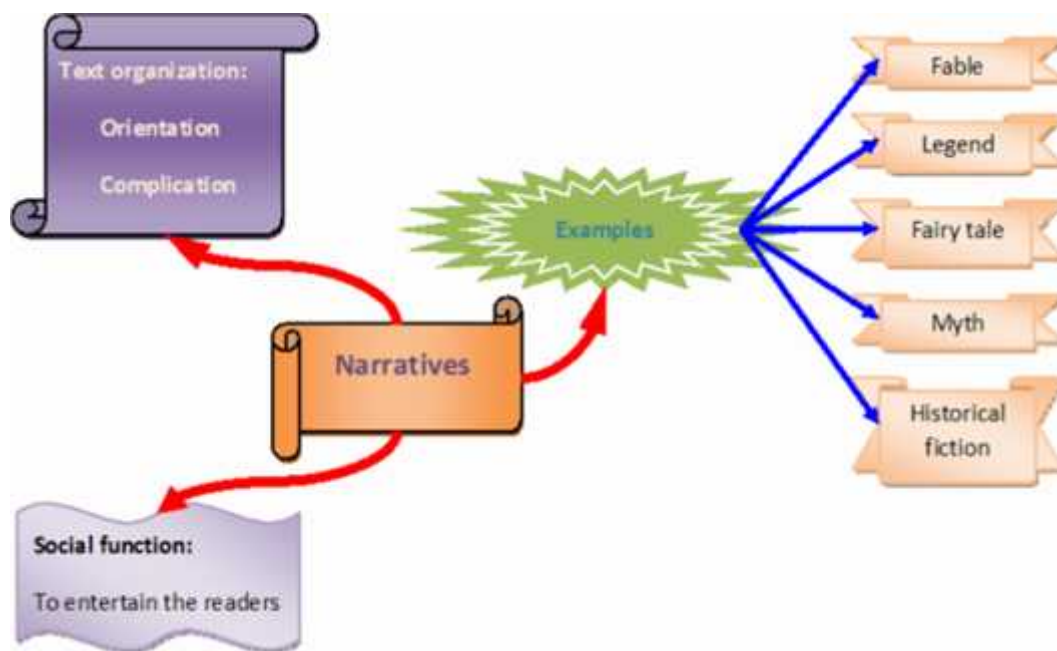 Text organization:
Orientation
Complication
Examples
Fable
Legend
Fairy tale
Myth
Historical
fiction
Narratives
Social function:
To entertain the readers